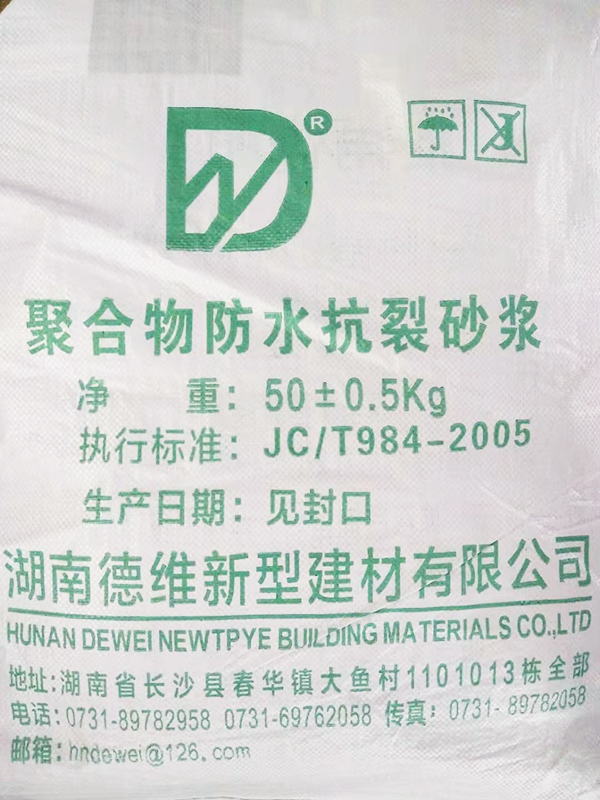 ®
聚合物防水抗裂砂浆
净 重：50±0.5Kg
执行标准：JC/T984-2005
生产日期：见封口
湖南德维新型建材有限公司
HUNAN DEWEI NEWTPYE BUILDING MATERIALS CO.,LTD
地址:湖南省长沙县春华镇大鱼村1101013栋全部
电话:0731-89782958 0731-69762058 传真:0731-89782058
邮箱:hndewei@126.com